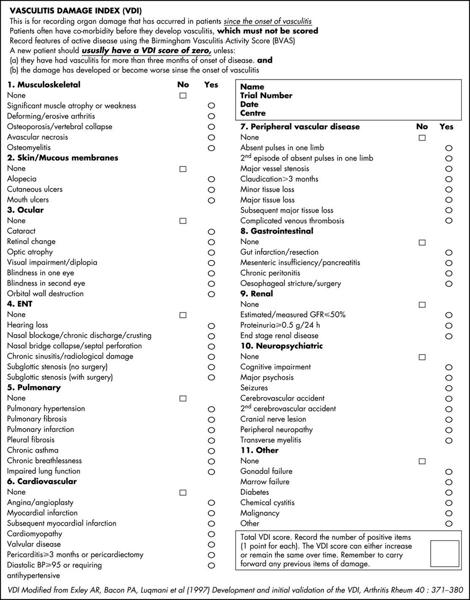 VASCULITIS DAMAGE INDEX (VDI)
This is for recording organ damage that has occurred in patients since the onset of vasculitis
Patients often have co-morbidity before they develop vasculitis, which must not be scored
Record features of active disease using the Birmingham Vasculitis Activity Score (BVAS)
A new patient should ususlly have a VDI score of zero, unless:
(a) they have had vasculitis for more than three months of onset of disease. and
(b) the damage has developed or become worse sinse the onset of vasculitis
1. Musculoskeletal No Yes
None
Significant muscle atrophy or weakness
Deforming/erosive arthritis
Osteoporosis/vertebral collapse
Avascular necrosis
Osteomyelitis
2. Skin/Mucous membranes
None
Alopecia
Cutaneous ulcers
Mouth ulcers
3. Ocular
None
Cataract
Retinal change
Optic atrophy
Visual impairment/diplopia
Blindness in one eye
Blindness in second eye
Orbital wall destruction
4. ENT
None
Hearing loss
Nasal blockage/chronic discharge/crusting
Nasal bridge collapse/septal perforation
Chronic sinusitis/radiological damage
Subglottic stenosis (no surgery)
Subglottic stenosis (with surgery)
5. Pulmonary
None
Pulmonary hypertension
Pulmonary fibrosis
Pulmonary infarction
Pleural fibrosis
Chronic asthma
Chronic breathlessness
Impaired lung function
6. Cardiovascular
None
Angina/angioplasty
Myocardial infarction
Subsequent myocardial infarction
Cardiomyopathy
Valvular disease
Pericarditis≥3 months or pericardiectomy
Diastolic BP≥95 or requiring
antihypertensive
Name
Trial Number
Date
Centre
7. Peripheral vascular disease No Yes
None
Absent pulses in one limb
2nd episode of absent pulses in one limb
Major vessel stenosis
Claudication>3 months
Minor tissue loss
Major tissue loss
Subsequent major tissue loss
Complicated venous thrombosis
8. Gastrointestinal
None
Gut infarction/resection
Mesenteric insufficiency/pancreatitis
Chronic peritonitis
Oesophageal stricture/surgery
9. Renal
None
Estimated/measured GFR≤50%
Proteinuria≥0.5 g/24 h
End stage renal disease
10. Neuropsychiatric
None
Cognitive impairment
Major psychosis
Seizures
Cerebrovascular accident
2nd cerebrovascular accident
Cranial nerve lesion
Peripheral neuropathy
Transverse myelitis
11. Other
None
Gonadal failure
Marrow failure
Diabetes
Chemical cystitis
Malignancy
Other
Total VDI score. Record the number of positive items
(1 point for each). The VDI score can either increase
or remain the same over time. Remember to carry
forward any previous items of damage.
VDI Modified from Exley AR, Bacon PA, Luqmani et al (1997) Development and initial validation of the VDI, Arthritis Rheum 40 : 371–380